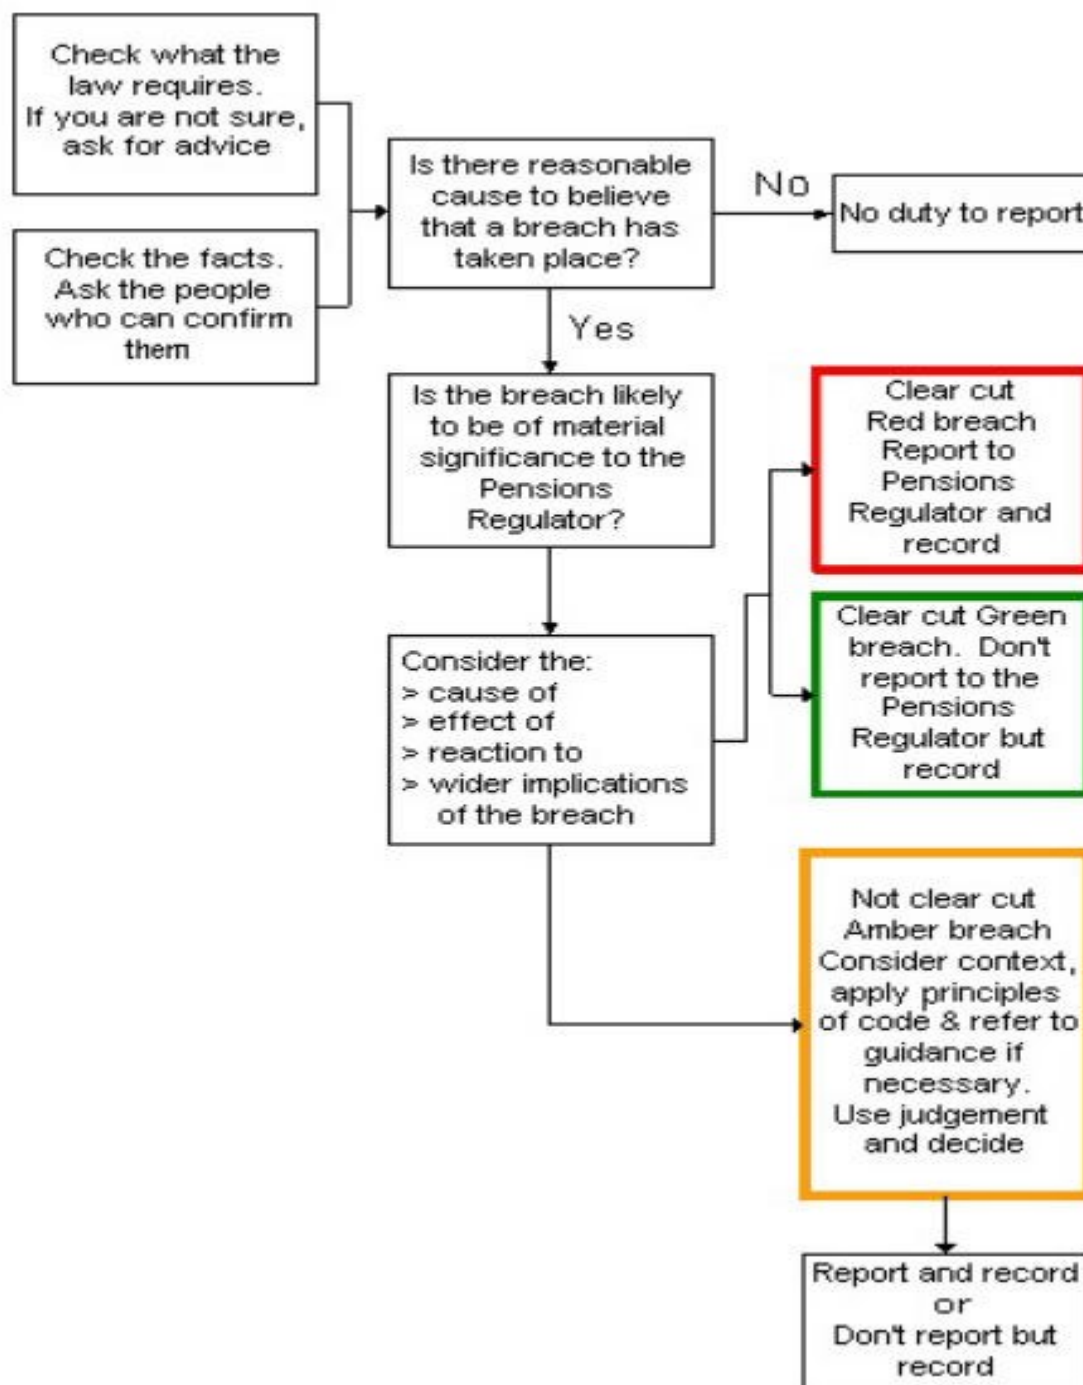 Check what the
law requires.
If you are not sure,
ask for advice
Check the facts.
Ask the people
who can confirm
them
Is there reasonable
cause to believe
that a breach has
taken place?
No
No duty to report
Yes
Is the breach likely
to be of material
significance to the
Pensions
Regulator?
Consider the:
> cause of
> effect of
> reaction to
> wider implications
of the breach
Clear cut
Red breach
Report to
Pensions
Regulator and
record
Clear cut Green
breach. Don't
report to the
Pensions
Regulator but
record
Not clear cut
Amber breach
Consider context,
apply principles
of code & refer to
guidance if
necessary.
Use judgement
and decide
Report and record
or
Don't report but
record